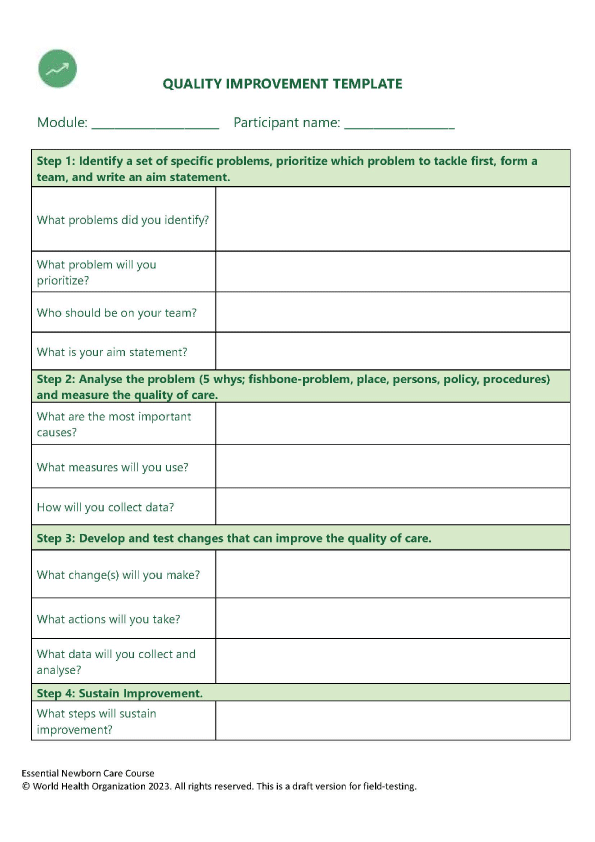 QUALITY IMPROVEMENT TEMPLATE
Module: ___________________ Participant name: ________________
Step 1: Identify a set of specific problems, prioritize which problem to tackle first, form a
team, and write an aim statement.
What problems did you identify?
What problem will you
prioritize?
Who should be on your team?
What is your aim statement?
Step 2: Analyse the problem (5 whys; fishbone-problem, place, persons, policy, procedures)
and measure the quality of care.
What are the most important
causes?
What measures will you use?
How will you collect data?
Step 3: Develop and test changes that can improve the quality of care.
What change(s) will you make?
What actions will you take?
What data will you collect and
analyse?
Step 4: Sustain Improvement.
What steps will sustain
improvement?
Essential Newborn Care Course
© World Health Organization 2023. All rights reserved. This is a draft version for field-testing.